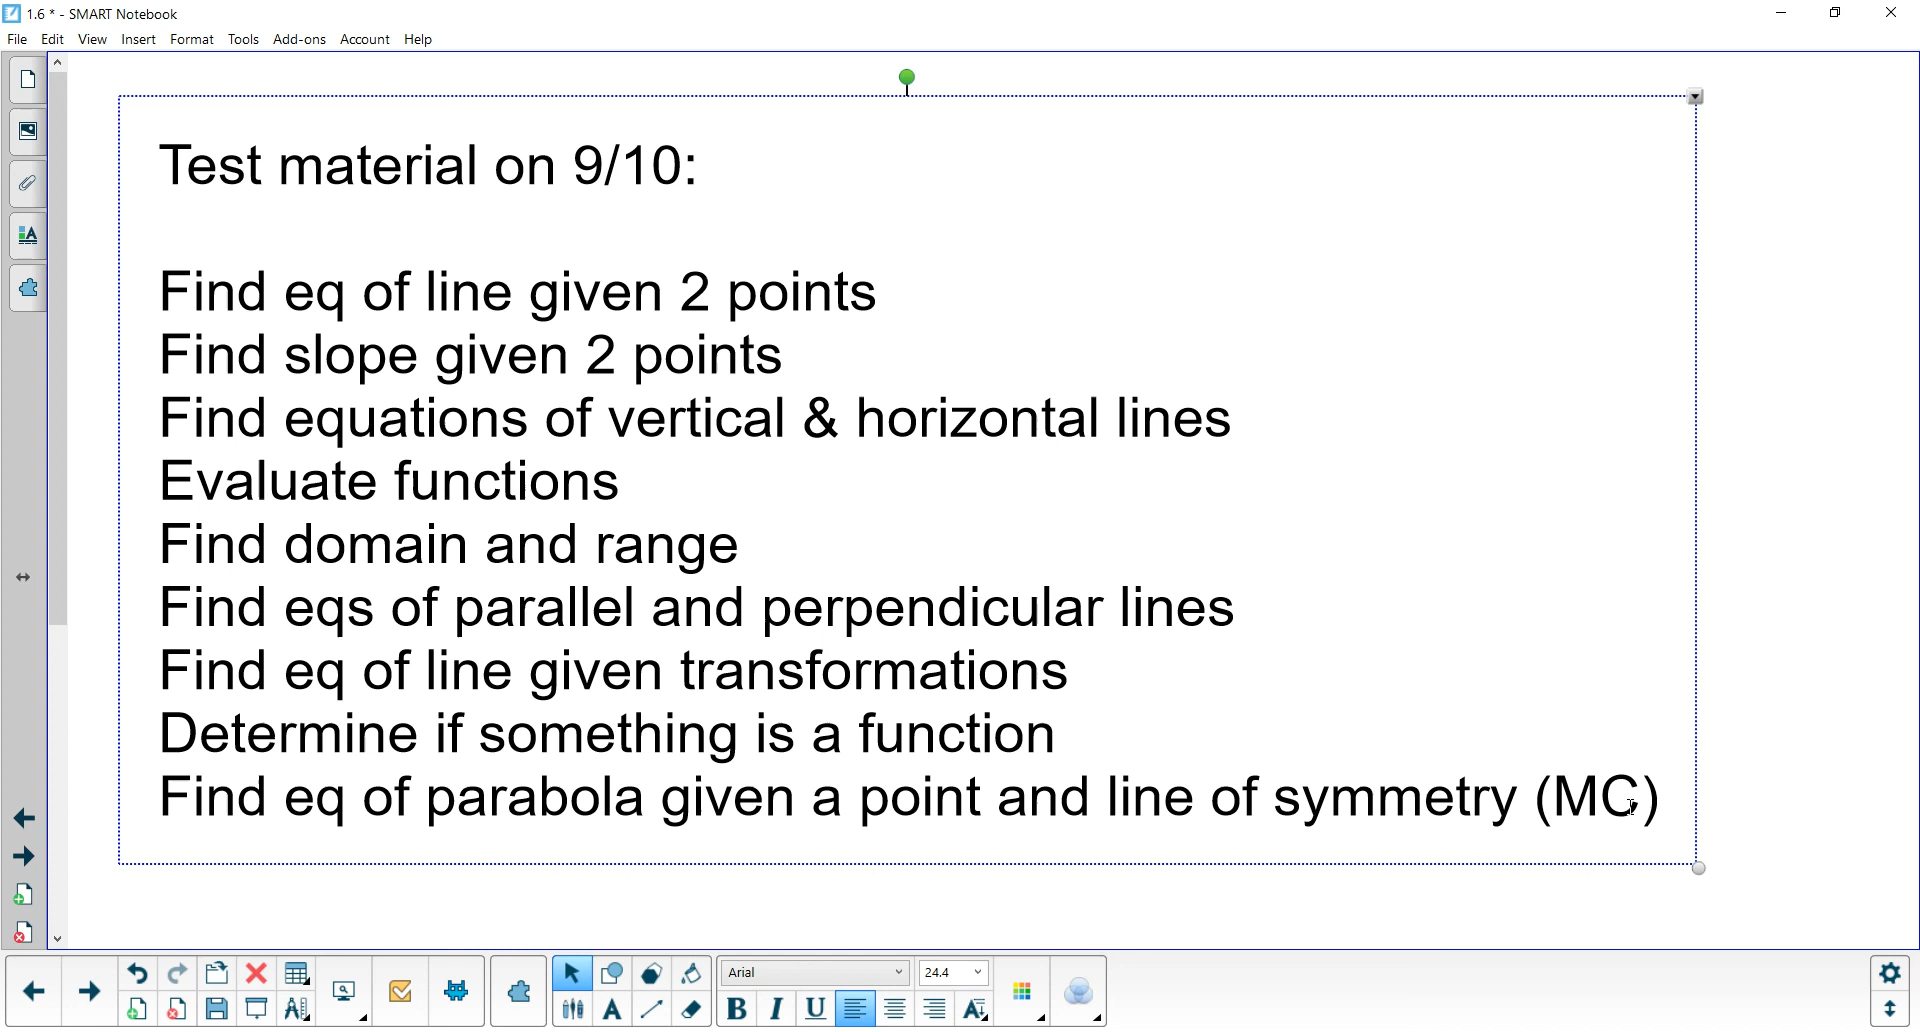 1.6 * - SMART Notebook
File Edit View Insert Format Tools Add-ons Account Help
Test material on 9/10:
Find eq of line given 2 points
Find slope given 2 points
Find equations of vertical & horizontal lines
Evaluate functions
Find domain and range
Find eqs of parallel and perpendicular lines
Find eq of line given transformations
Determine if something is a function
Find eq of parabola given a point and line of symmetry (MC)
Arial 24.4
A
B I U A